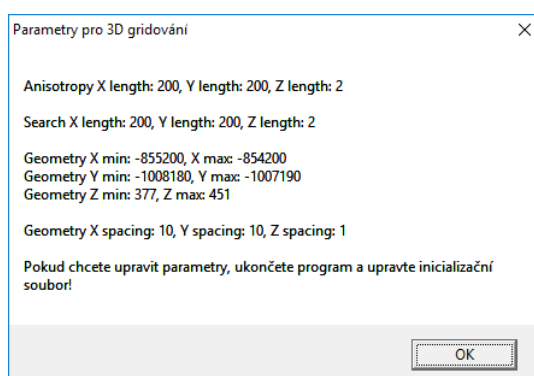 Parametry pro 3D gridování
Anisotropy X length: 200, Y length: 200, Z length: 2
Search X length: 200, Y length: 200, Z length: 2
Geometry X min: -855200, X max: -854200
Geometry Y min: -1008180, Y max: -1007190
Geometry Z min: 377, Z max: 451
Geometry X spacing: 10, Y spacing: 10, Z spacing: 1
Pokud chcete upravit parametry, ukončete program a upravte inicializační
soubor!
OK